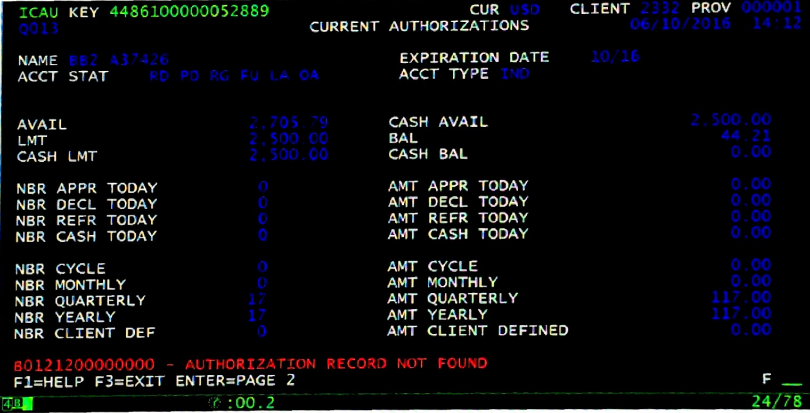 ICAU KEY 4486100000052889 CUR USD CLIENT 2332 PROV 000001
0013 CURRENT AUTHORIZATIONS 06/10/2016 14:12
NAME BB2 A37426 EXPIRATION DATE 10/16
ACCT STAT RD PO RG FU LA OA ACCT TYPE IND
AVAIL 2,705.79 CASH AVAIL 2,500.00
LMT 2,500.00 BAL 44.21
CASH LMT 2,500.00 CASH BAL 0.00
NBR APPR TODAY 0 AMT APPR TODAY 0.00
NBR DECL TODAY 0 AMT DECL TODAY 0.00
NBR REFR TODAY 0 AMT REFR TODAY 0.00
NBR CASH TODAY 0 AMT CASH TODAY 0.00
NBR CYCLE 0 AMT CYCLE 0.00
NBR MONTHLY 0 AMT MONTHLY 0.00
NBR QUARTERLY 17 AMT QUARTERLY 117.00
NBR YEARLY 17 AMT YEARLY 117.00
NBR CLIENT DEF 0 AMT CLIENT DEFINED 0.00
B0121200000000 - AUTHORIZATION RECORD NOT FOUND
F1=HELP F3=EXIT ENTER=PAGE 2 F __
:00.2 24/78